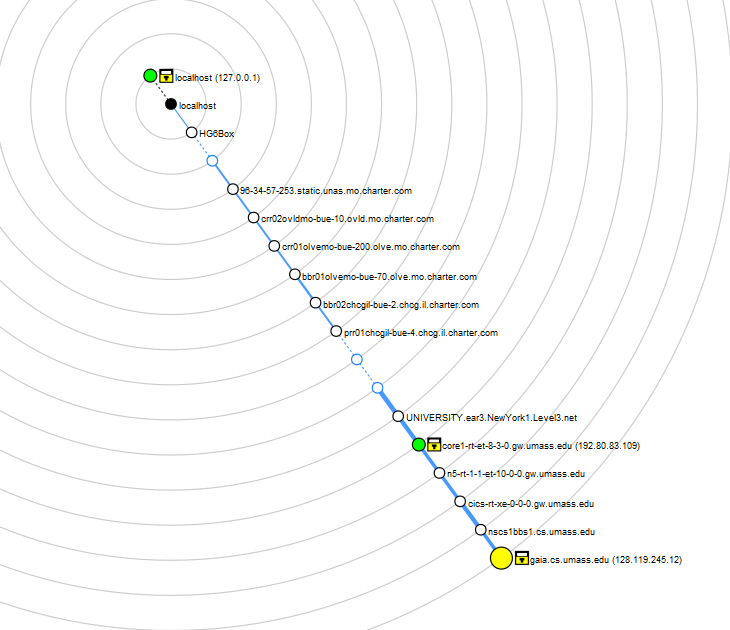 localhost (127.0.0.1)
localhost
HG6Box
96-34-57-253.static.unas.mo.charter.com
crr02ovldmo-bue-10.ovld.mo.charter.com
crr01olvemo-bue-200.olve.mo.charter.com
bbr01olvemo-bue-70.olve.mo.charter.com
bbr02chcgil-bue-2.chcg.il.charter.com
prr01chcgil-bue-4.chcg.il.charter.com
UNIVERSITY.ear3.NewYork1.Level3.net
core1-rt-et-8-3-0.gw.umass.edu (192.80.83.109)
n5-rt-1-1-et-10-0-0.gw.umass.edu
cics-rt-xe-0-0-0.gw.umass.edu
nscs1bbs1.cs.umass.edu
gaia.cs.umass.edu (128.119.245.12)